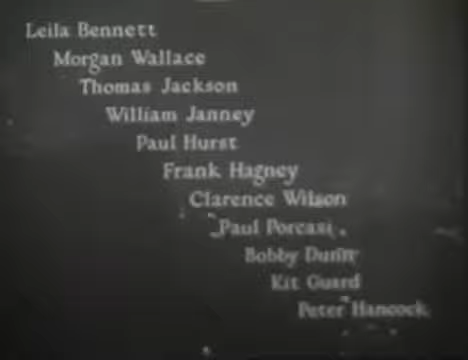 Leila Bennett
Morgan Wallace
Thomas Jackson
William Janney
Paul Hurst
Frank Hagney
Clarence Wilson
Paul Porcasi
Bobby Dunn
Kit Guard
Peter Hancock